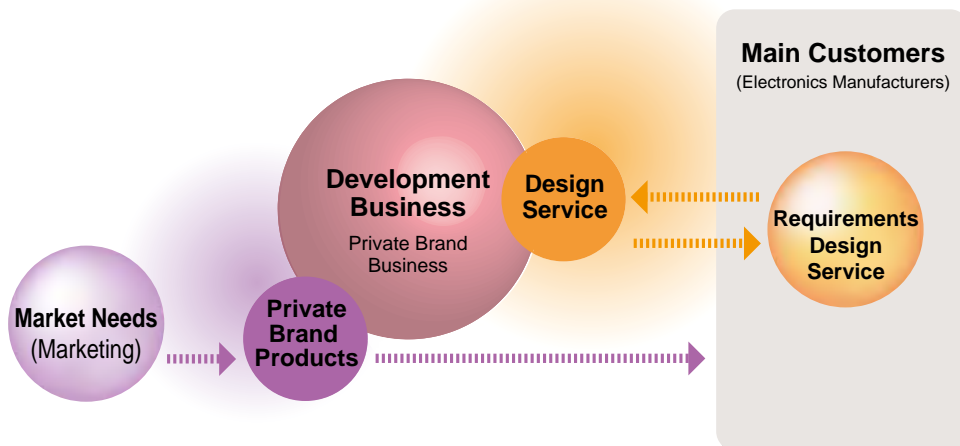 Main Customers
(Electronics Manufacturers)
Development
Business
Private Brand
Business
Design
Service
Requirements
Design
Service
Market Needs
(Marketing)
Private
Brand
Products